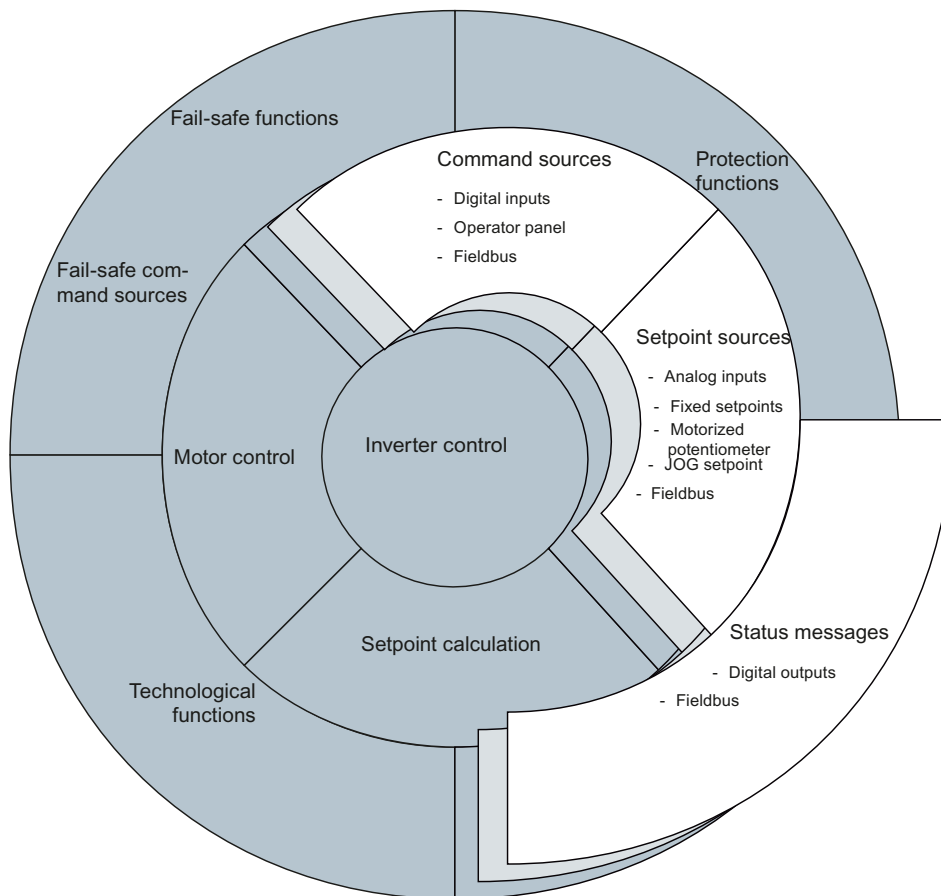 Fail-safe functions
Command sources
- Digital inputs
- Operator panel
- Fieldbus
Protection
functions
Fail-safe com-
mand sources
Setpoint sources
- Analog inputs
- Fixed setpoints
- Motorized
potentiometer
- JOG setpoint
- Fieldbus
Motor control
Inverter control
Setpoint calculation
Status messages
- Digital outputs
- Fieldbus
Technological
functions